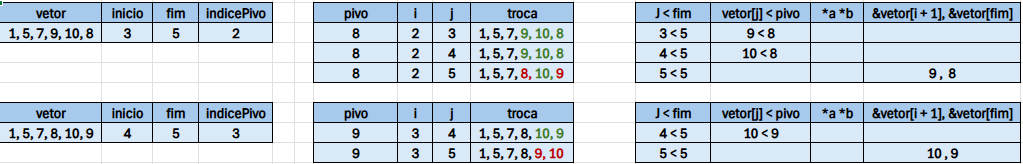 vetor inicio fim indicePivo pivo i j troca J < fim vetor[j] < pivo *a *b &vetor[i + 1], &vetor[fim]
1, 5, 7, 9, 10, 8 3 5 2 8 2 3 1, 5, 7, 9, 10, 8 3 < 5 9 < 8
8 2 4 1, 5, 7, 9, 10, 8 4 < 5 10 < 8
8 2 5 1, 5, 7, 8, 10, 9 5 < 5 9 , 8
vetor inicio fim indicePivo pivo i j troca J < fim vetor[j] < pivo *a *b &vetor[i + 1], &vetor[fim]
1, 5, 7, 8, 10, 9 4 5 3 9 3 4 1, 5, 7, 8, 10, 9 4 < 5 10 < 9
9 3 5 1, 5, 7, 8, 9, 10 5 < 5 10 , 9